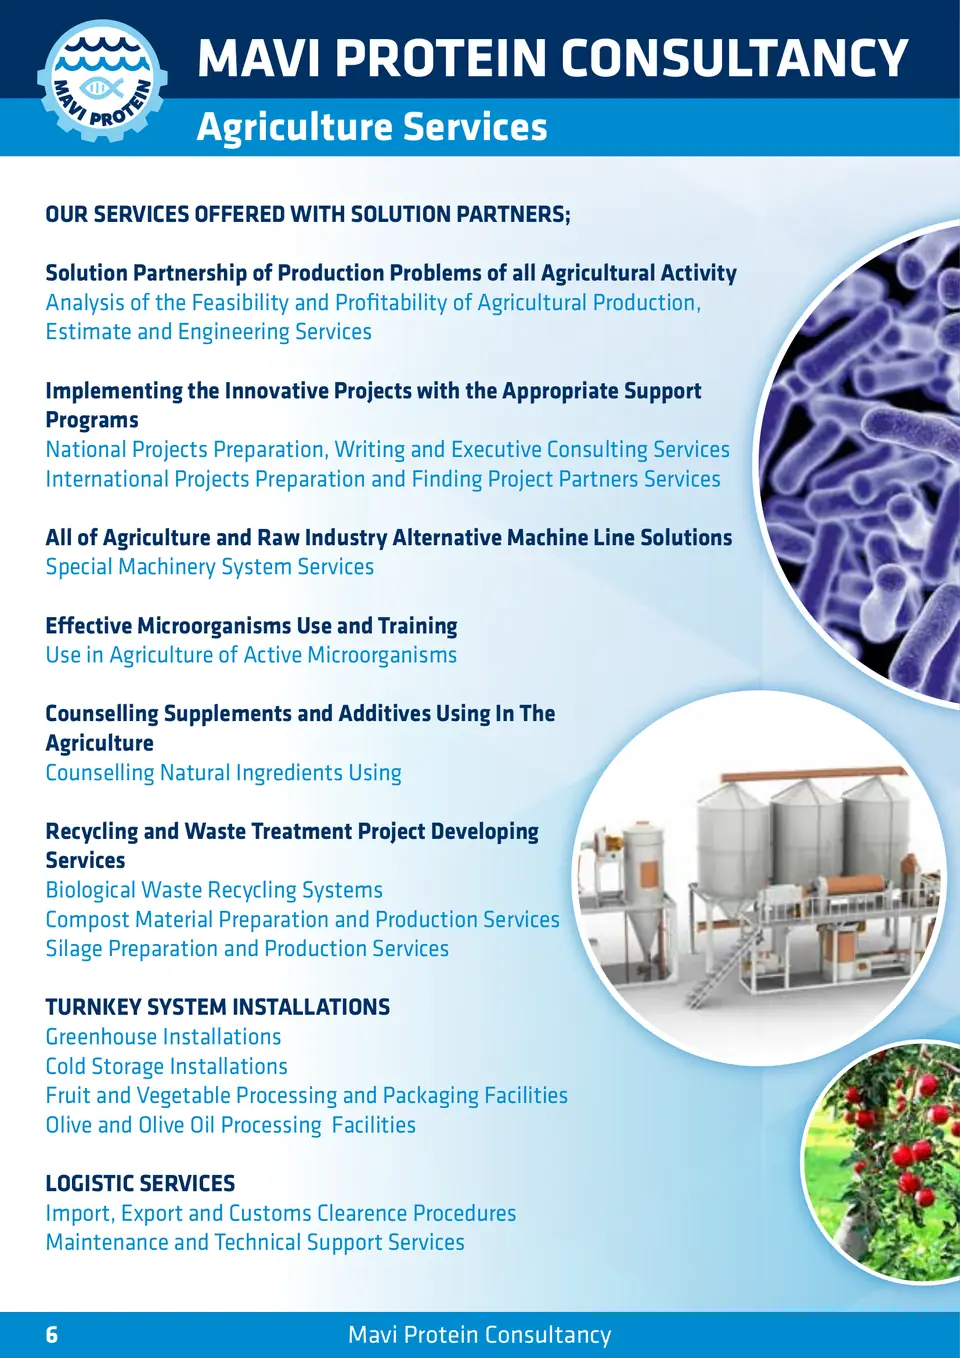 MAVI PROTEIN
MAVI PROTEIN CONSULTANCY
Agriculture Services
OUR SERVICES OFFERED WITH SOLUTION PARTNERS;
Solution Partnership of Production Problems of all Agricultural Activity
Analysis of the Feasibility and Profitability of Agricultural Production,
Estimate and Engineering Services
Implementing the Innovative Projects with the Appropriate Support
Programs
National Projects Preparation, Writing and Executive Consulting Services
International Projects Preparation and Finding Project Partners Services
All of Agriculture and Raw Industry Alternative Machine Line Solutions
Special Machinery System Services
Effective Microorganisms Use and Training
Use in Agriculture of Active Microorganisms
Counselling Supplements and Additives Using In The
Agriculture
Counselling Natural Ingredients Using
Recycling and Waste Treatment Project Developing
Services
Biological Waste Recycling Systems
Compost Material Preparation and Production Services
Silage Preparation and Production Services
TURNKEY SYSTEM INSTALLATIONS
Greenhouse Installations
Cold Storage Installations
Fruit and Vegetable Processing and Packaging Facilities
Olive and Olive Oil Processing  Facilities
LOGISTIC SERVICES
Import, Export and Customs Clearence Procedures
Maintenance and Technical Support Services
6
Mavi Protein Consultancy